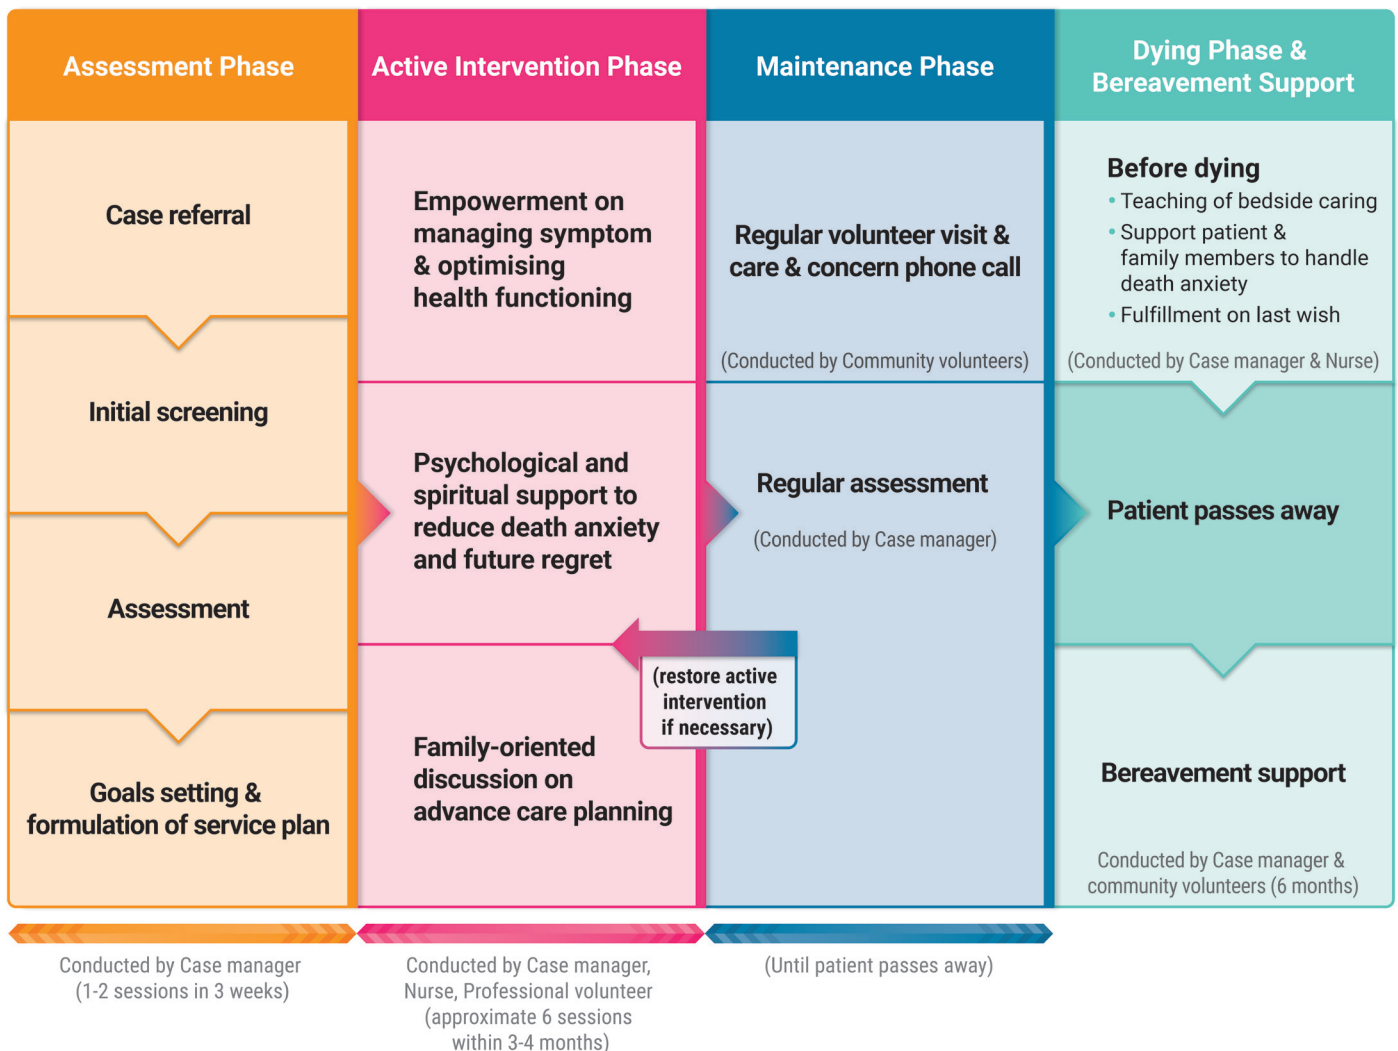 Assessment Phase
Case referral
Initial screening
Assessment
Goals setting &
formulation of service plan
Conducted by Case manager
(1-2 sessions in 3 weeks)
Active Intervention Phase
Empowerment on
managing symptom
& optimising
health functioning
Psychological and
spiritual support to
reduce death anxiety
and future regret
Family-oriented
discussion on
advance care planning
Conducted by Case manager,
Nurse, Professional volunteer
(approximate 6 sessions
within 3-4 months)
Maintenance Phase
Regular volunteer visit &
care & concern phone call
(Conducted by Community volunteers)
Regular assessment
(Conducted by Case manager)
(restore active
intervention
if necessary)
(Until patient passes away)
Dying Phase &
Bereavement Support
Before dying
• Teaching of bedside caring
• Support patient &
family members to handle
death anxiety
• Fulfillment on last wish
(Conducted by Case manager & Nurse)
Patient passes away
Bereavement support
Conducted by Case manager &
community volunteers (6 months)